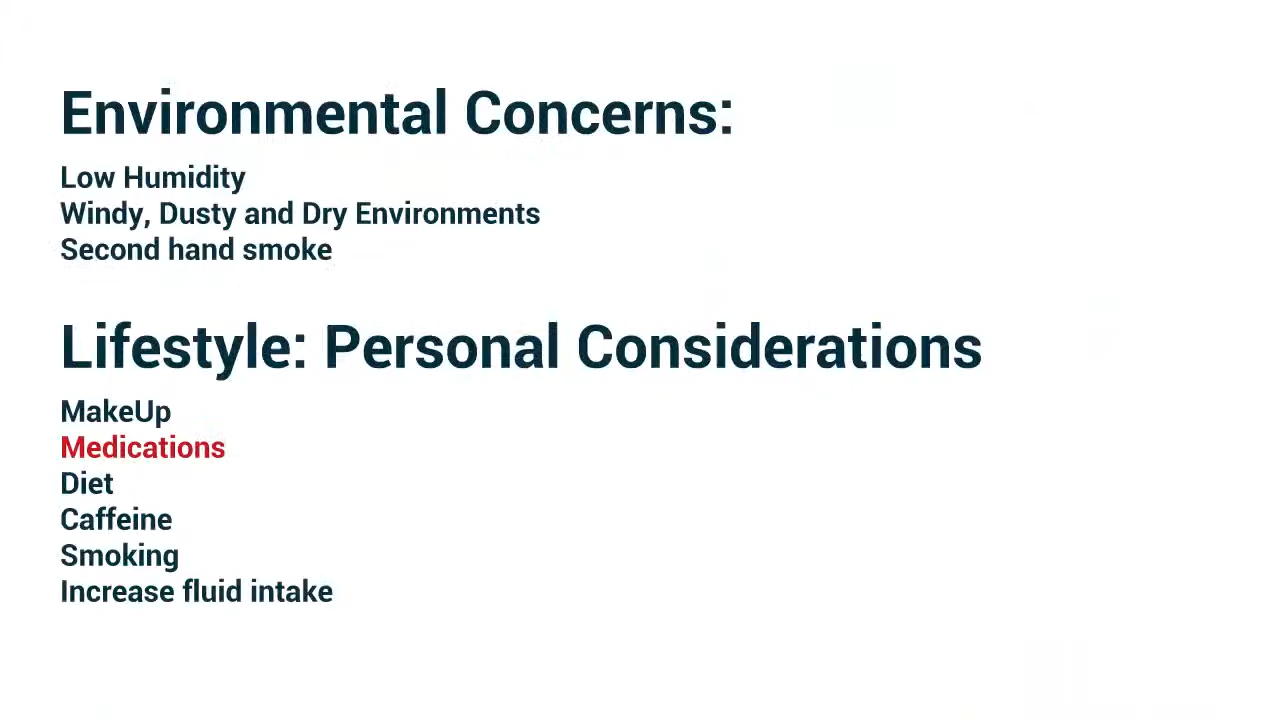 Environmental Concerns:
Low Humidity
Windy, Dusty and Dry Environments
Second hand smoke
Lifestyle: Personal Considerations
MakeUp
Medications
Diet
Caffeine
Smoking
Increase fluid intake